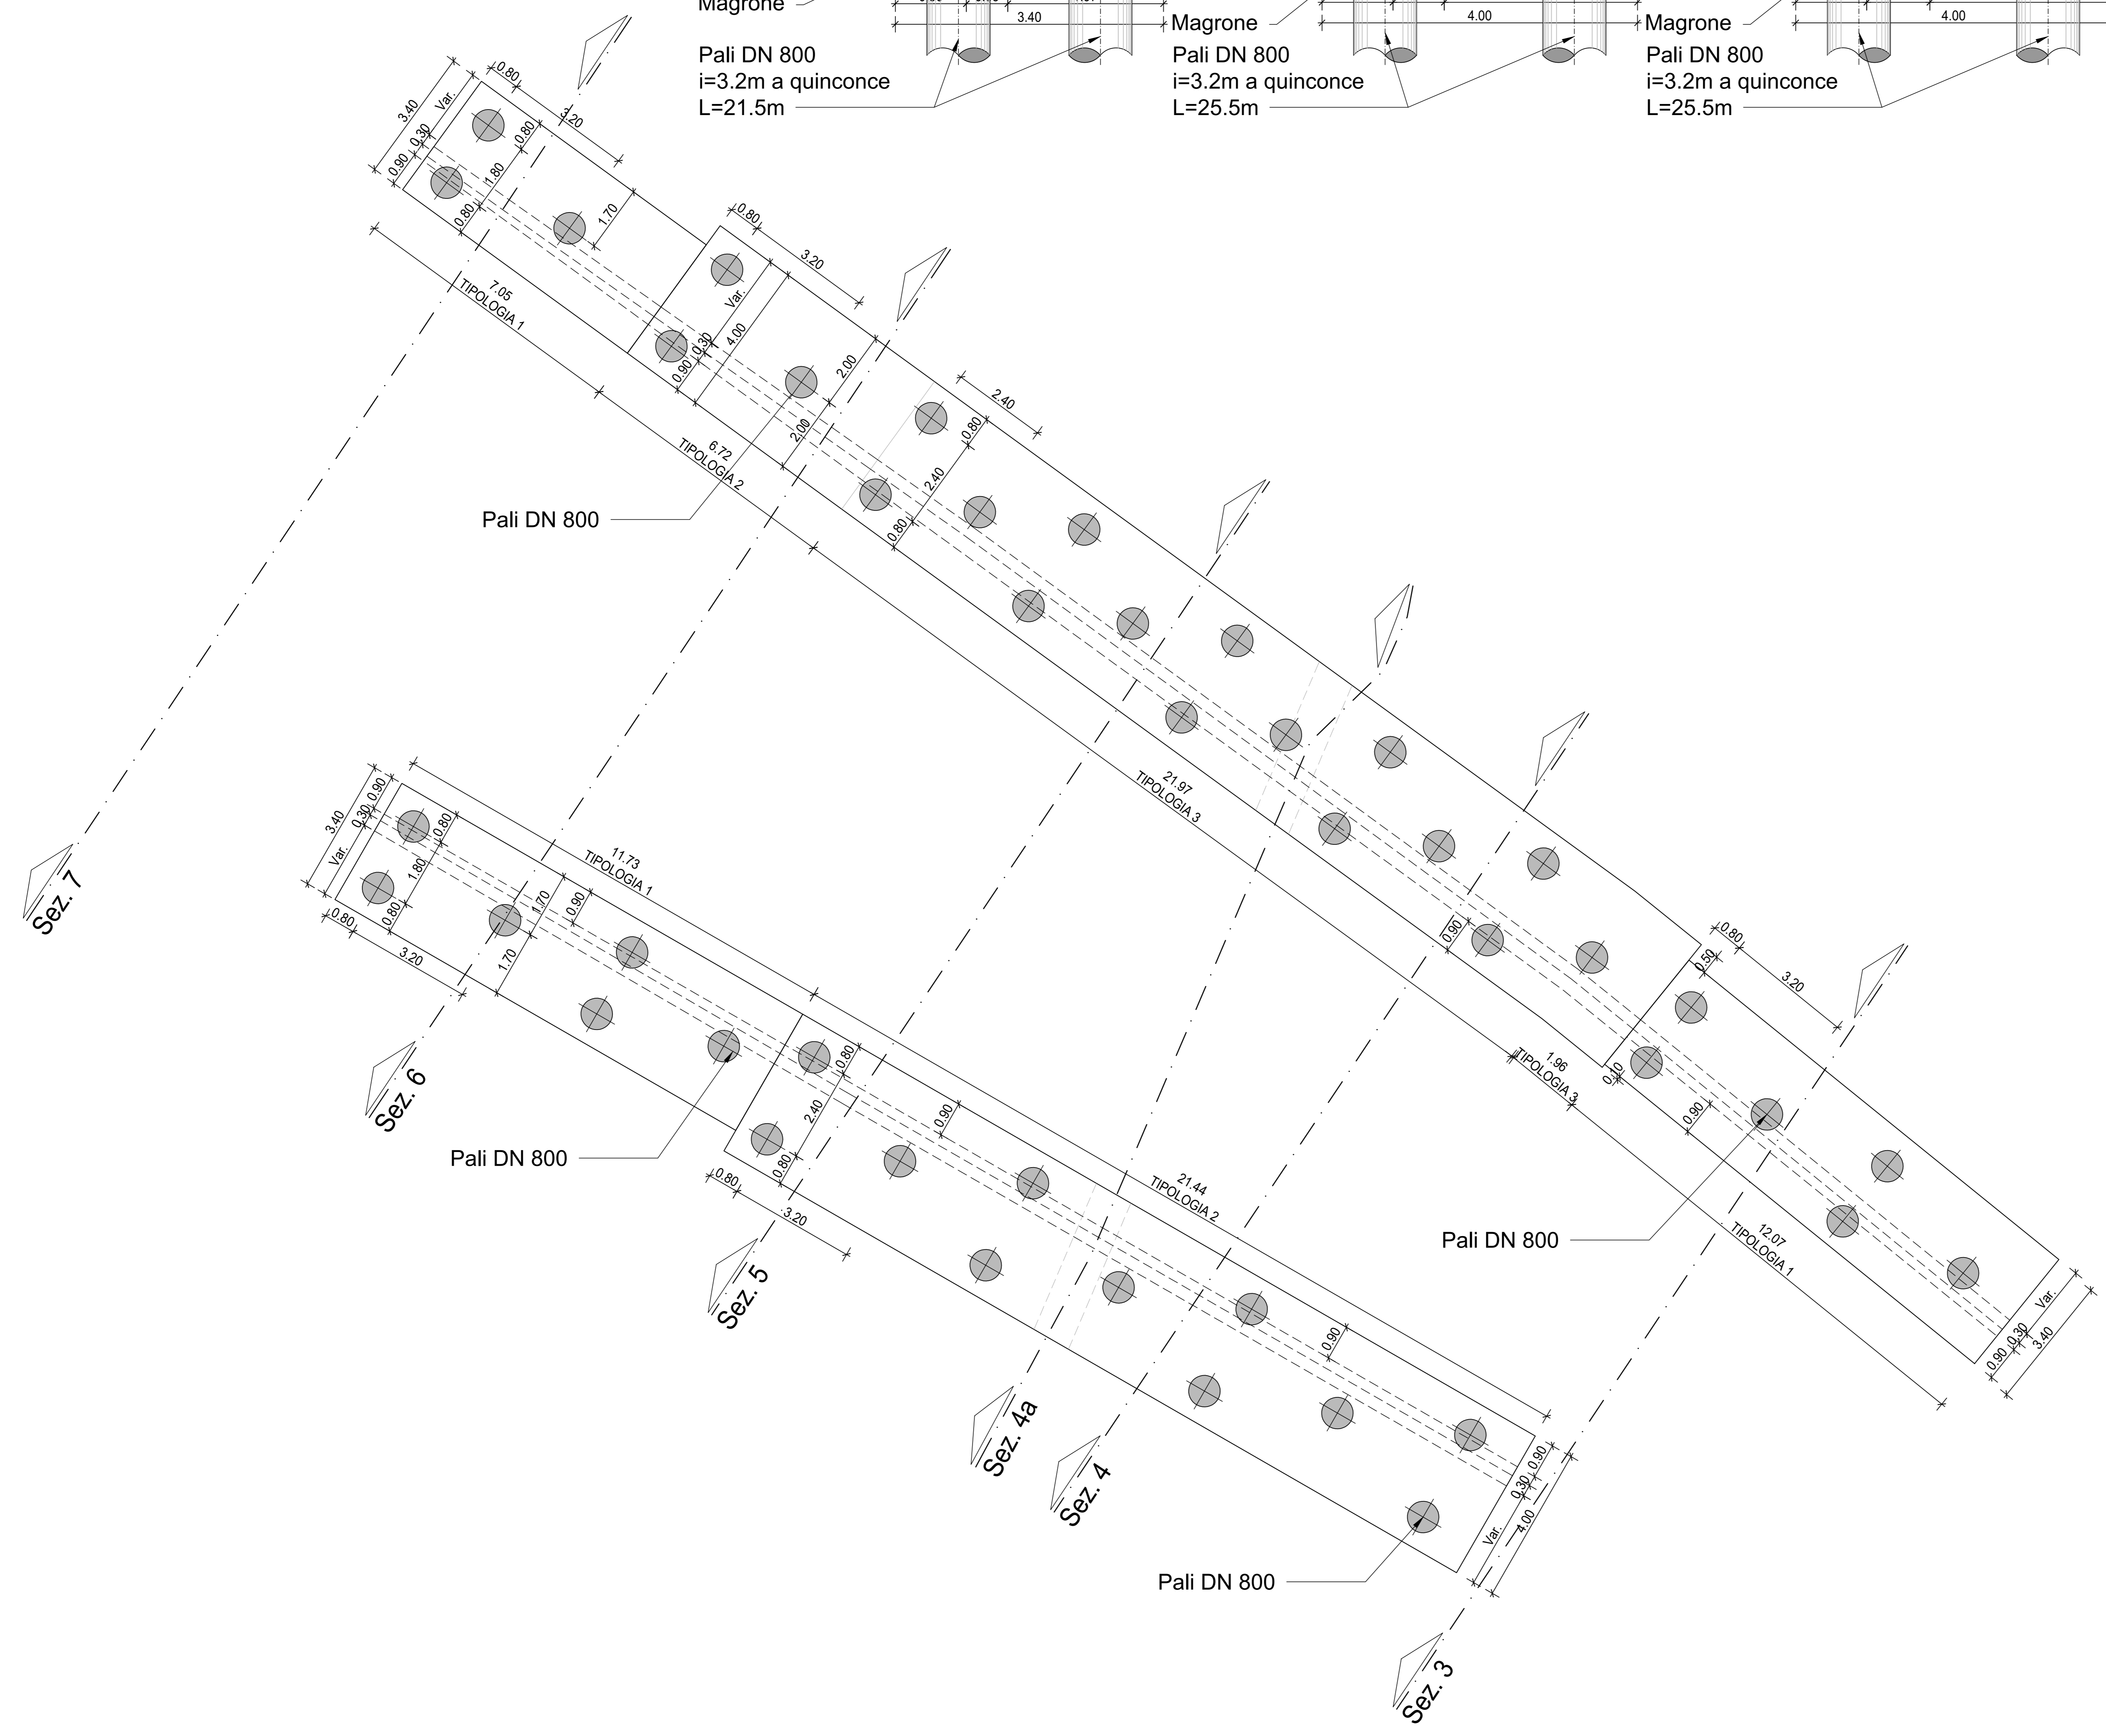 Magrone
3.40
Pali DN 800
i=3.2m a quinconce
L=21.5m
Magrone
4.00
Pali DN 800
i=3.2m a quinconce
L=25.5m
Magrone
4.00
Pali DN 800
i=3.2m a quinconce
L=25.5m
0.80
3.20
3.40
Var.
0.30
0.90
0.80
1.80
0.80
1.70
7.05
TIPOLOGIA 1
0.80
3.20
Var.
4.00
0.30
0.90
2.00
2.00
6.72
TIPOLOGIA 2
Pali DN 800
2.40
0.80
2.40
0.80
21.97
TIPOLOGIA 3
0.90
1.96
TIPOLOGIA 3
0.80
3.20
0.50
0.10
0.90
12.07
TIPOLOGIA 1
Pali DN 800
Var.
0.30
0.90
3.40
3.40
0.90
0.30
Var.
0.80
1.80
0.80
0.80
3.20
1.70
1.70
0.90
11.73
TIPOLOGIA 1
Pali DN 800
0.80
2.40
0.80
0.80
3.20
0.90
21.44
TIPOLOGIA 2
0.90
0.90
0.30
Var.
4.00
Pali DN 800
Sez. 7
Sez. 6
Sez. 5
Sez. 4a
Sez. 4
Sez. 3